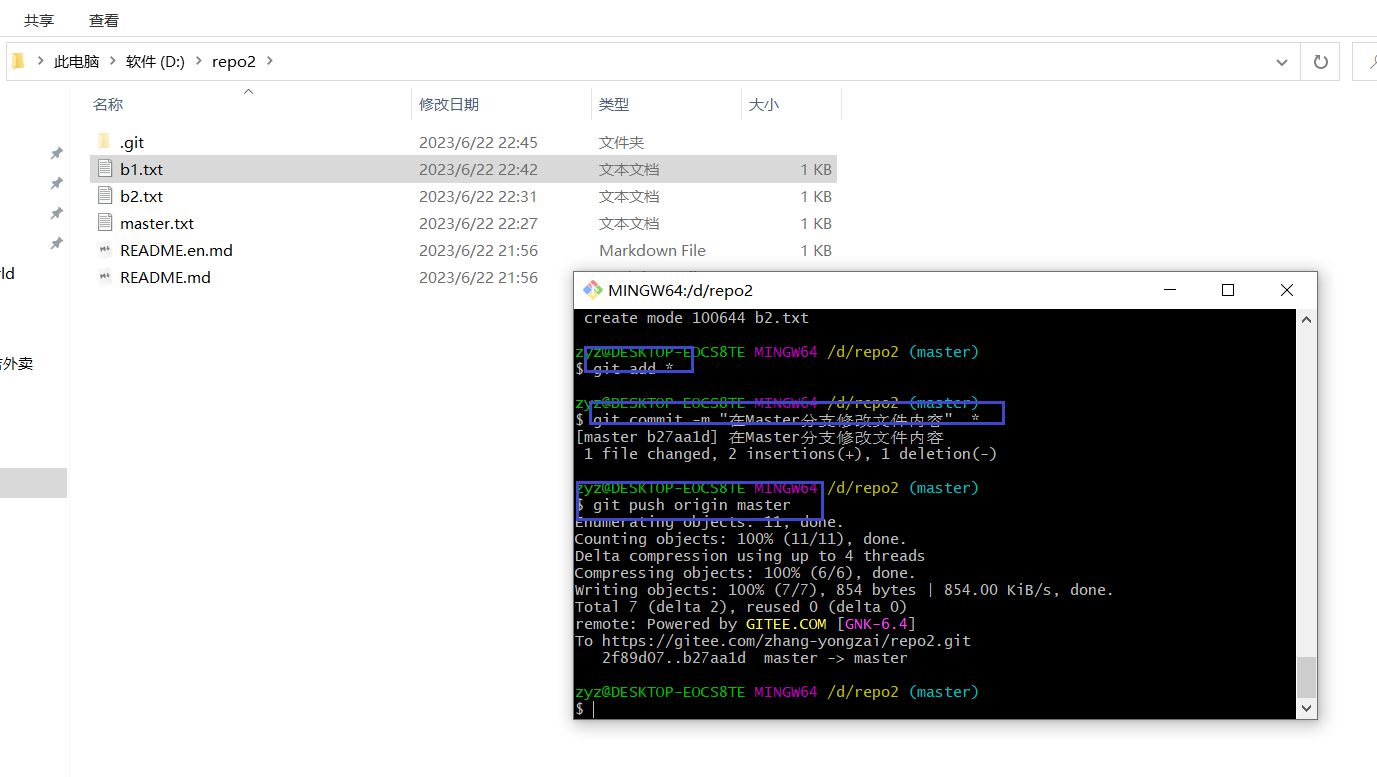 共享 查看
此电脑 软件 (D:) repo2
名称 修改日期 类型 大小
.git 2023/6/22 22:45 文件夹
b1.txt 2023/6/22 22:42 文本文档 1 KB
b2.txt 2023/6/22 22:31 文本文档 1 KB
master.txt 2023/6/22 22:27 文本文档 1 KB
README.en.md 2023/6/22 21:56 Markdown File 1 KB
README.md 2023/6/22 21:56
ld
外卖
MINGW64:/d/repo2
create mode 100644 b2.txt
zyz@DESKTOP-EOCS8TE MINGW64 /d/repo2 (master)
$ git add *
zyz@DESKTOP-EOCS8TE MINGW64 /d/repo2 (master)
$ git commit -m "在Master分支修改文件内容" *
[master b27aa1d] 在Master分支修改文件内容
1 file changed, 2 insertions(+), 1 deletion(-)
zyz@DESKTOP-EOCS8TE MINGW64 /d/repo2 (master)
$ git push origin master
Enumerating objects: 11, done.
Counting objects: 100% (11/11), done.
Delta compression using up to 4 threads
Compressing objects: 100% (6/6), done.
Writing objects: 100% (7/7), 854 bytes | 854.00 KiB/s, done.
Total 7 (delta 2), reused 0 (delta 0)
remote: Powered by GITEE.COM [GNK-6.4]
To https://gitee.com/zhang-yongzai/repo2.git
2f89d07..b27aa1d master -> master
zyz@DESKTOP-EOCS8TE MINGW64 /d/repo2 (master)
$